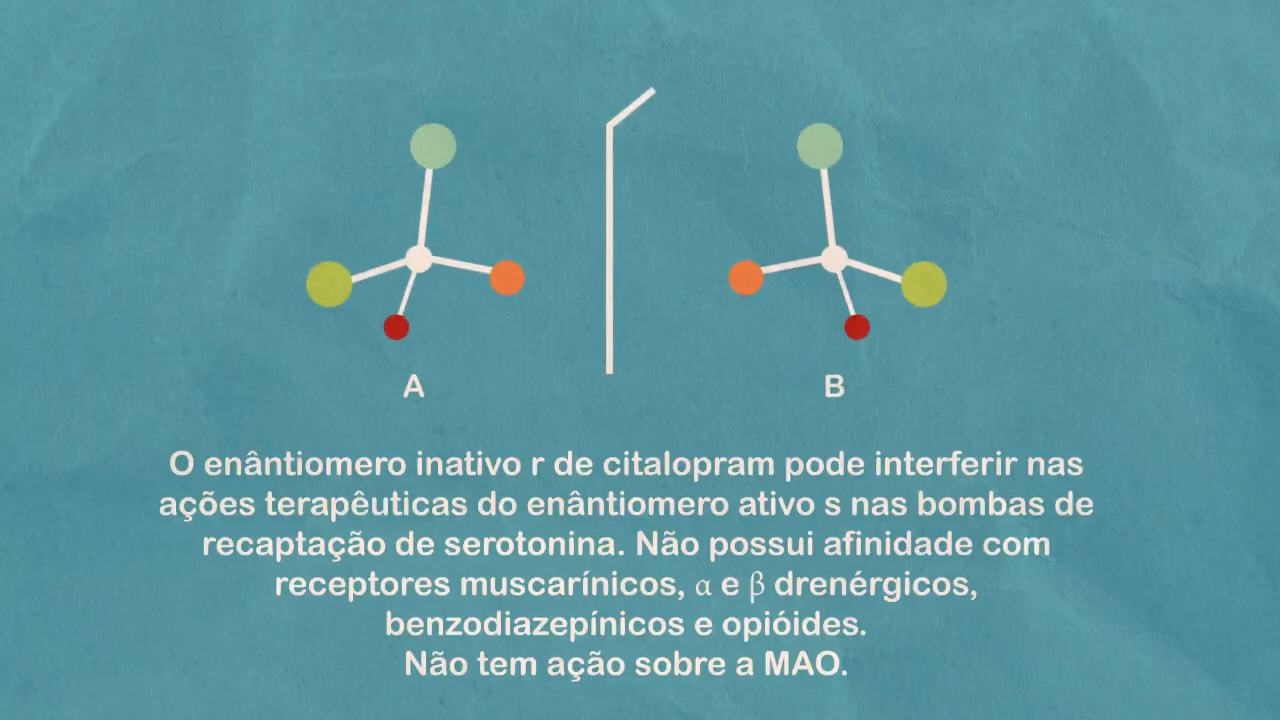 A
B
O enântiomero inativo r de citalopram pode interferir nas
ações terapêuticas do enântiomero ativo s nas bombas de
recaptação de serotonina. Não possui afinidade com
receptores muscarínicos, α e β drenérgicos,
benzodiazepínicos e opióides.
Não tem ação sobre a MAO.